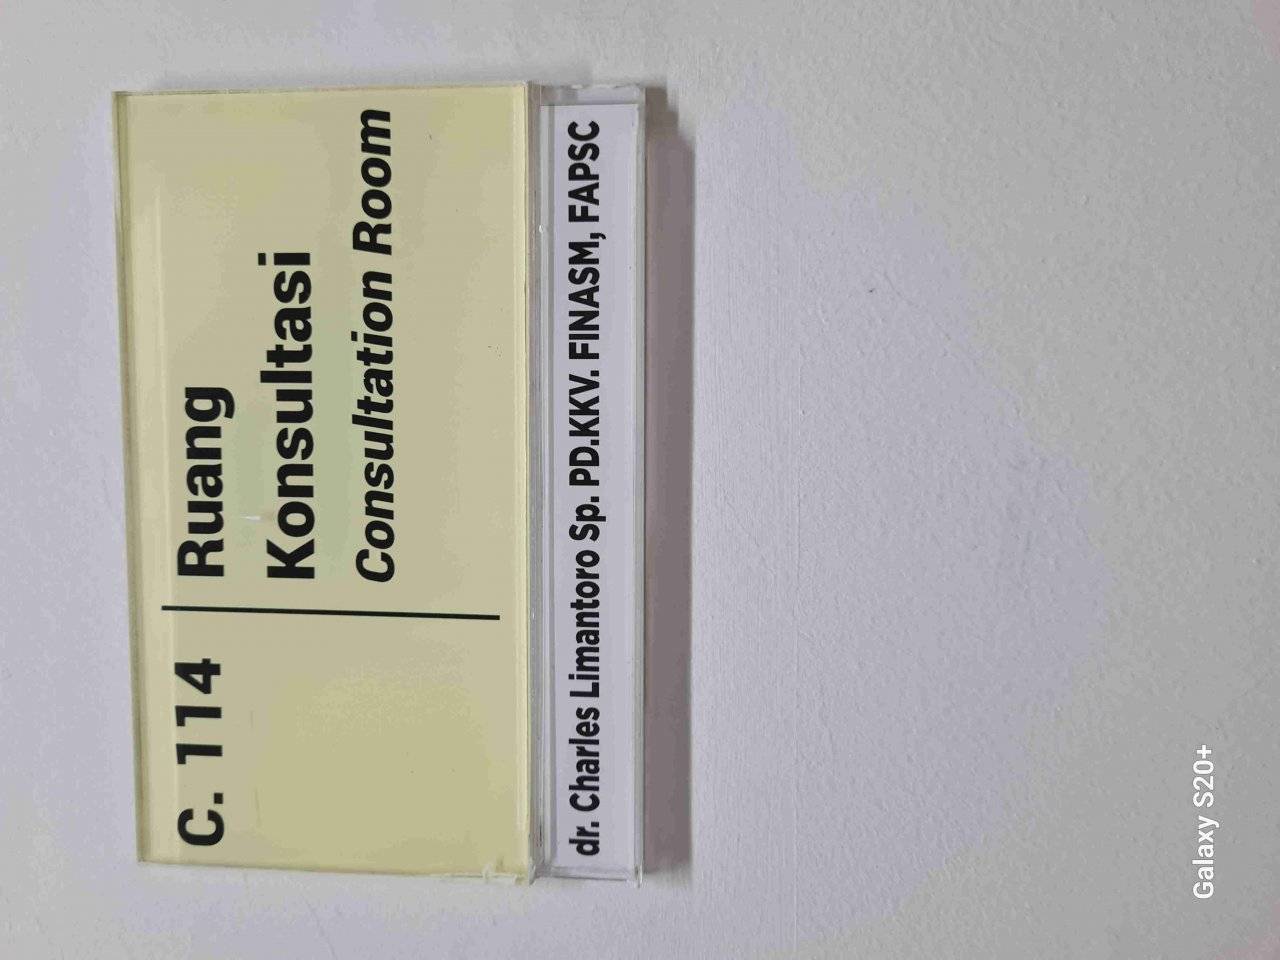 C. 114
Ruang
Konsultasi
Consultation Room
dr. Charles Limantoro Sp. PD.KKV. FINASM, FAPSC
Galaxy S20+